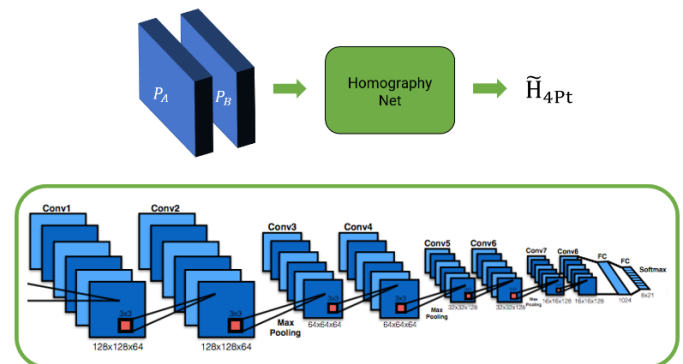 P_A P_B
Homography
Net
H̃_4Pt
Conv1
Conv2
Conv3
Conv4
Conv5
Conv6
Conv7
Conv8
FC
FC
Softmax
3x3
3x3
3x3
3x3
128x128x64
128x128x64
Max
Pooling
64x64x64
64x64x64
Max
Pooling
32x32x128
32x32x128
Max
Pooling
16x16x128
16x16x128
1024
8x21